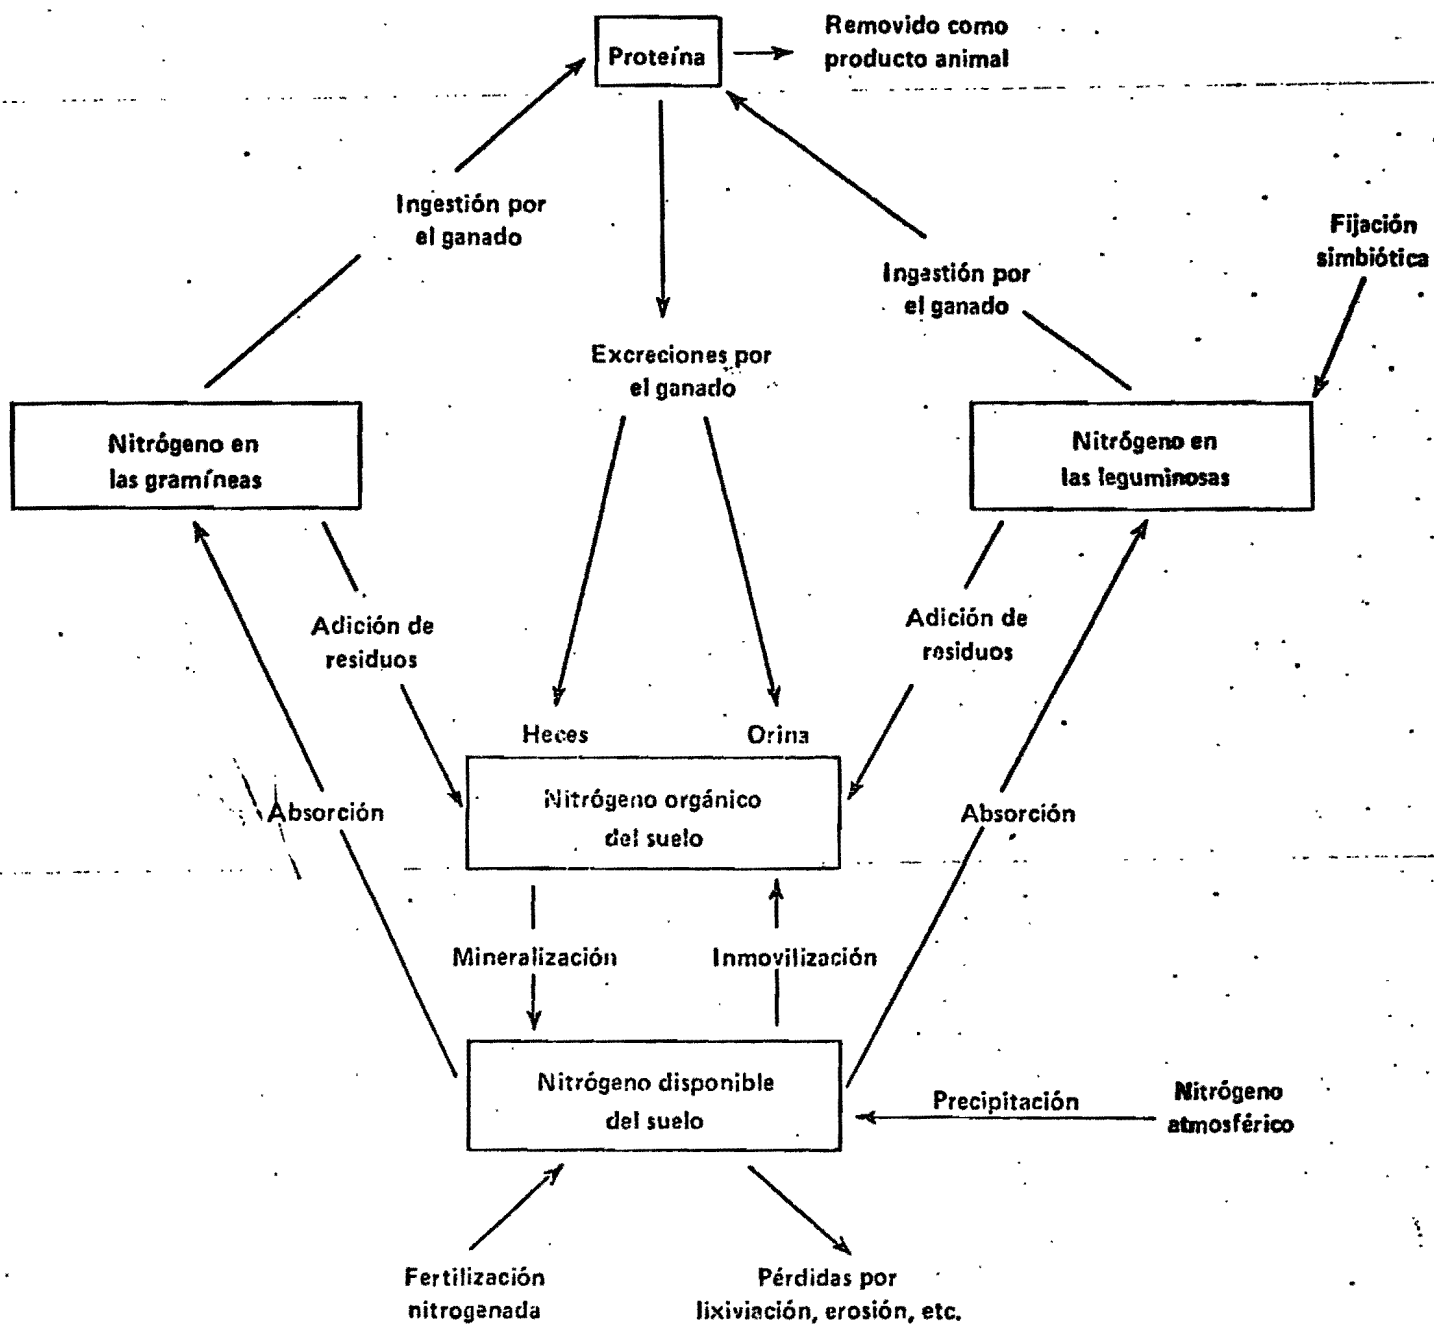 Removido como
producto animal
Proteína
Ingestión por
el ganado
Fijación
simbiótica
Ingestión por
el ganado
Excreciones por
el ganado
Nitrógeno en
las gramíneas
Nitrógeno en
las leguminosas
Adición de
residuos
Adición de
residuos
Heces
Orina
Nitrógeno orgánico
del suelo
Absorción
Absorción
Mineralización
Inmovilización
Nitrógeno disponible
del suelo
Precipitación
Nitrógeno
atmosférico
Fertilización
nitrogenada
Pérdidas por
lixiviación, erosión, etc.